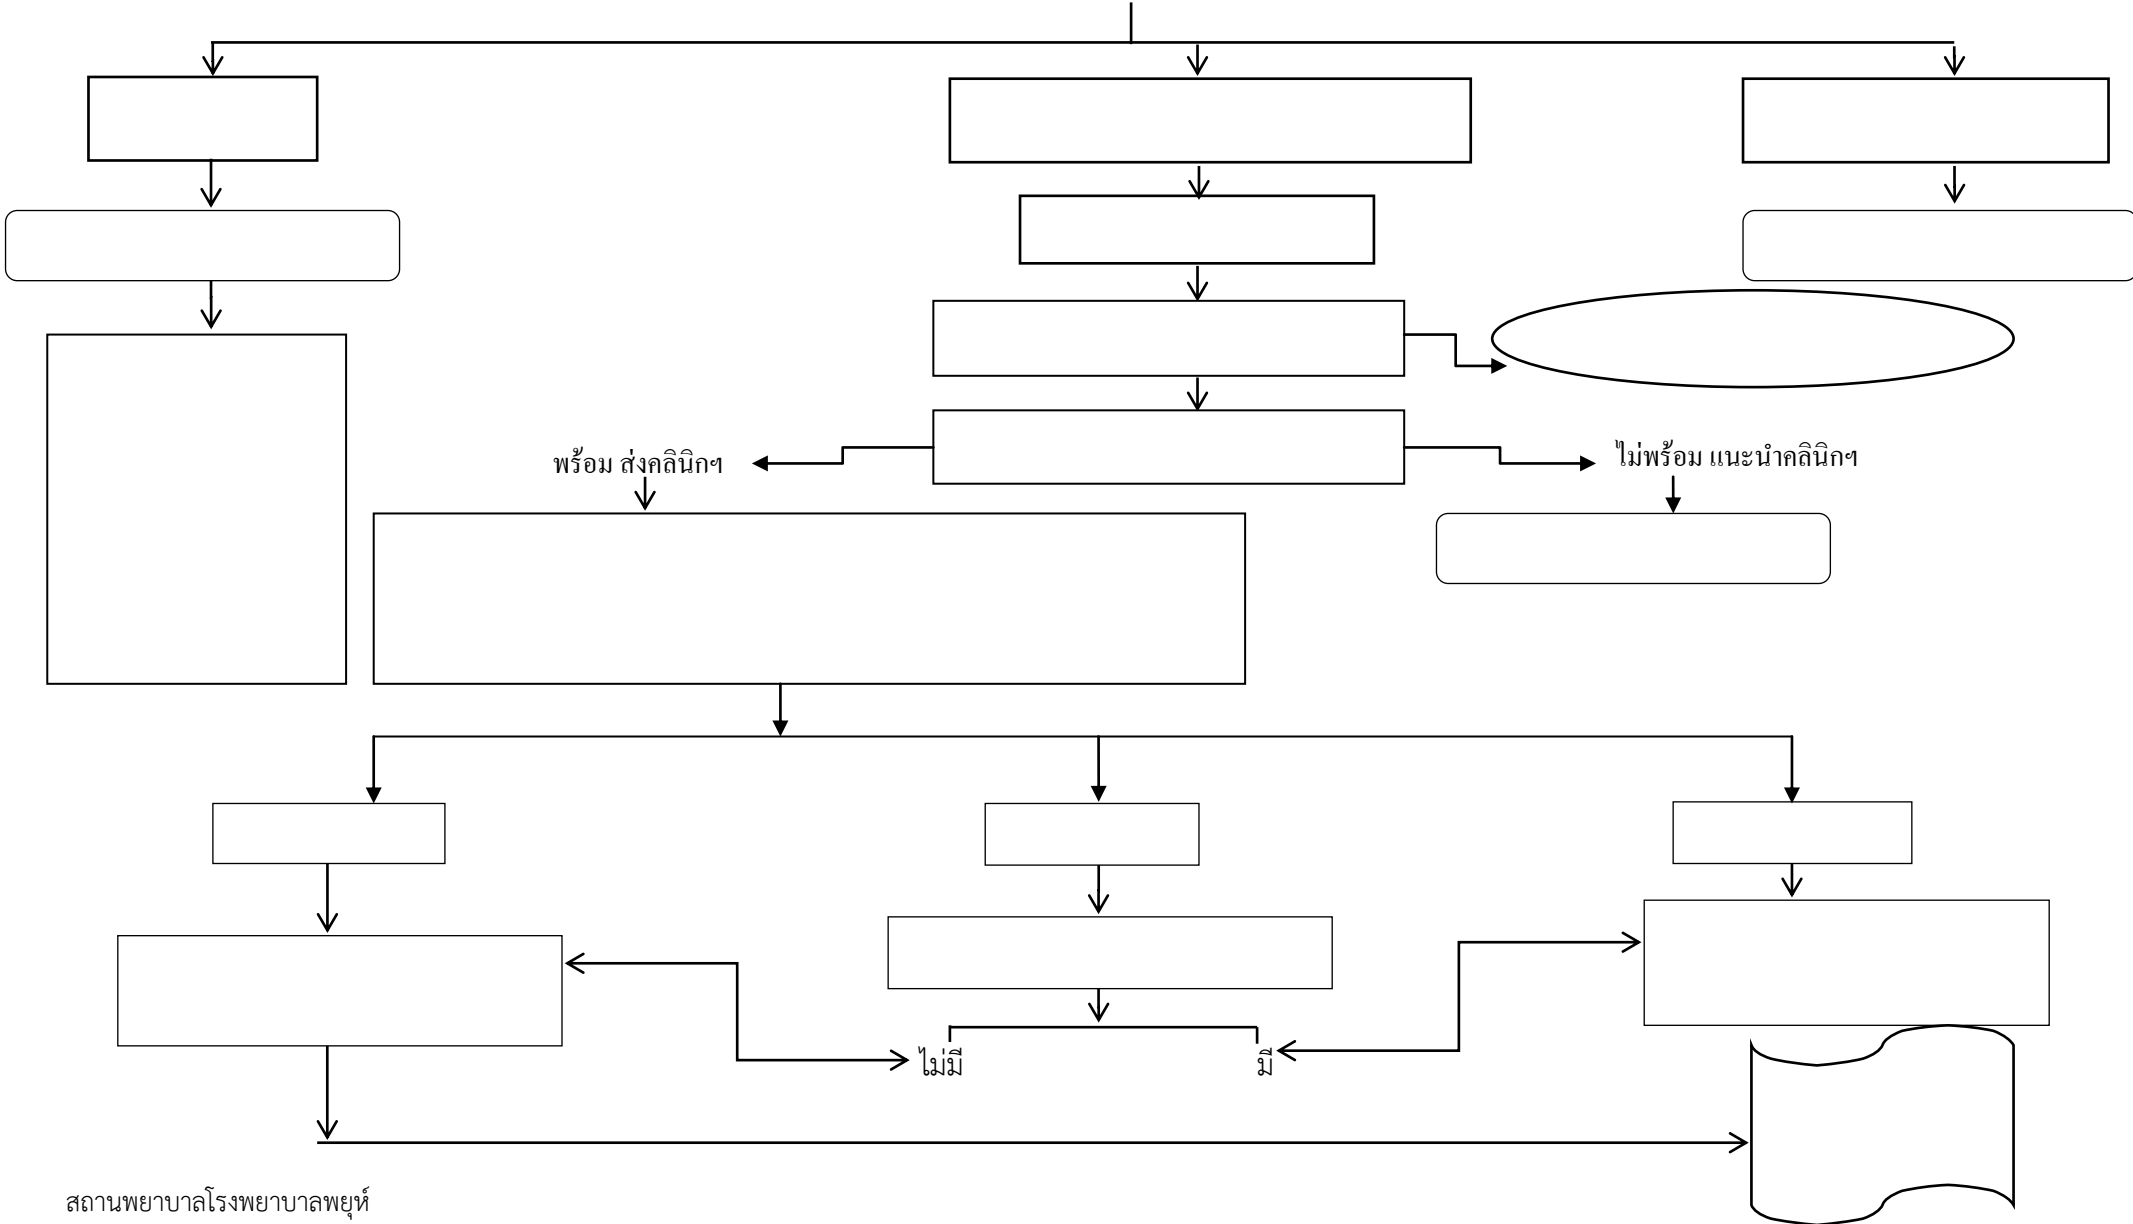 พร้อม ส่งคลินิกฯ
ไม่พร้อม แนะนำคลินิกฯ
ไม่มี
มี
สถานพยาบาลโรงพยาบาลพยุห์